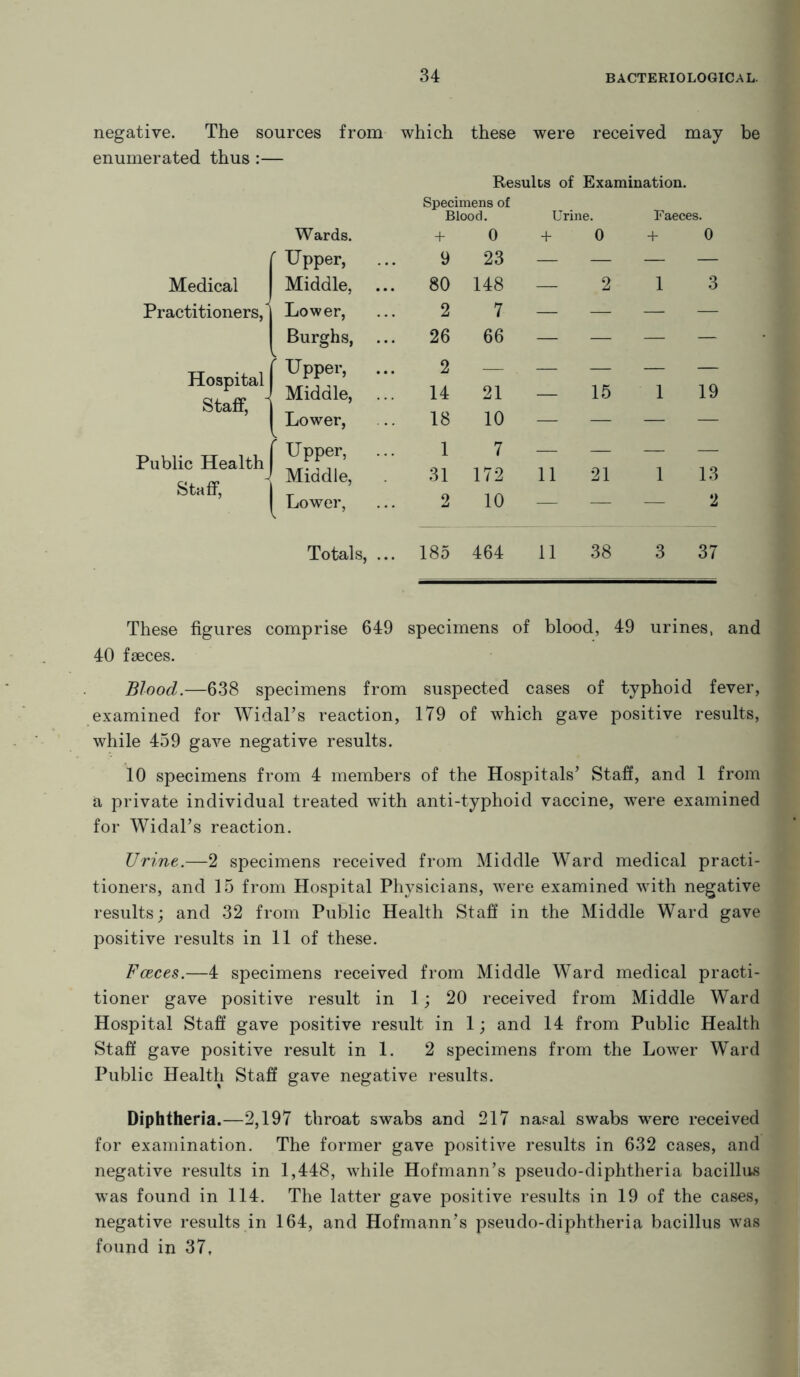 34 BACTERIOLOGICAL.
negative. The sources from which these were received may be
enumerated thus :—
Results of Examination.
Specimens of
Blood. Urine. Faeces.
Wards. + 0 + 0 + 0
Upper, ... 9 23 — — — —
Medical Middle, ... 80 148 — 2 1 3
Practitioners, Lower, ... 2 7 — — — —
Burghs, ... 26 66 — — — —
Hospital Upper, ... 2 — — — — —
Staff, Middle, ... 14 21 — 15 1 19
Lower, ... 18 10 — — — —
Public Health Upper, ... 1 7 — — — —
Staff, Middle, . 31 172 11 21 1 13
Lower, ... 2 10 — — — 2
Totals, ... 185 464 11 38 3 37
These figures comprise 649 specimens of blood, 49 urines, and
40 fæces.
Blood.—638 specimens from suspected cases of typhoid fever,
examined for Widal's reaction, 179 of which gave positive results,
while 459 gave negative results.
10 specimens from 4 members of the Hospitals' Staff, and 1 from
a private individual treated with anti-typhoid vaccine, were examined
for Widal's reaction.
Urine.—2 specimens received from Middle Ward medical practi-
tioners, and 15 from Hospital Physicians, were examined with negative
results; and 32 from Public Health Staff in the Middle Ward gave
positive results in 11 of these.
Fœces.—4 specimens received from Middle Ward medical practi-
tioner gave positive result in 1; 20 received from Middle Ward
Hospital Staff gave positive result in 1; and 14 from Public Health
Staff gave positive result in 1. 2 specimens from the Lower Ward
Public Health Staff gave negative results.
Diphtheria.—2,197 throat swabs and 217 nasal swabs were received
for examination. The former gave positive results in 632 cases, and
negative results in 1,448, while Hofmann's pseudo-diphtheria bacillus
was found in 114. The latter gave positive results in 19 of the cases,
negative results in 164, and Hofmann's pseudo-diphtheria bacillus was
found in 37,